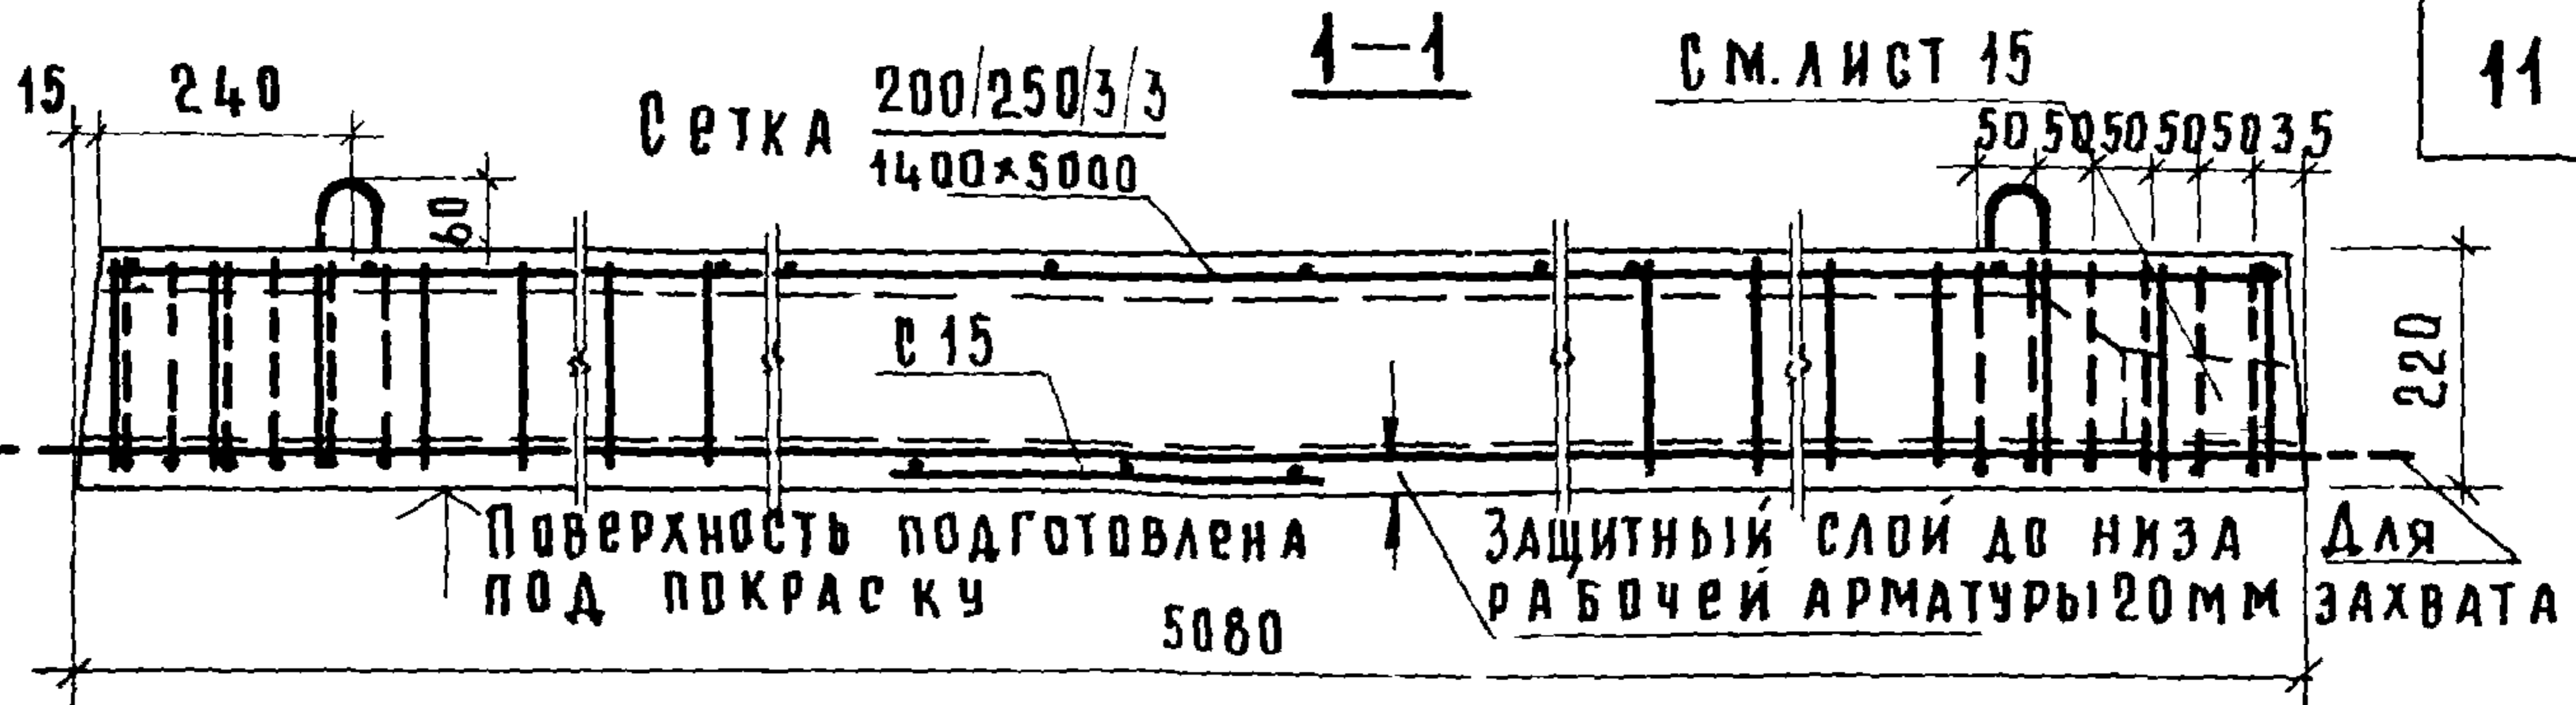 1—1
11
15 240
Сетка 200/250/3/3
1400×5000
См. лист 15
50 50 50 50 50 35
60
С 15
220
Поверхность подготовлена
под покраску
Защитный слой до низа
рабочей арматуры 20мм
Для
захвата
5080